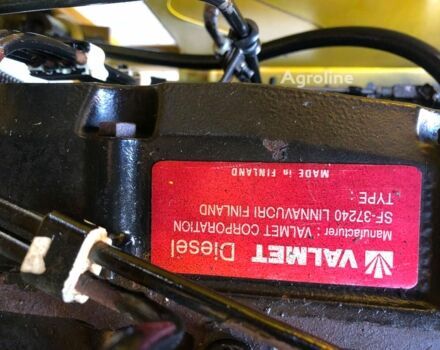 Agroline
VALMET Diesel
Manufacturer : VALMET CORPORATION
SF-37240 LINNAVUORI FINLAND
TYPE :
MADE in FINLAND